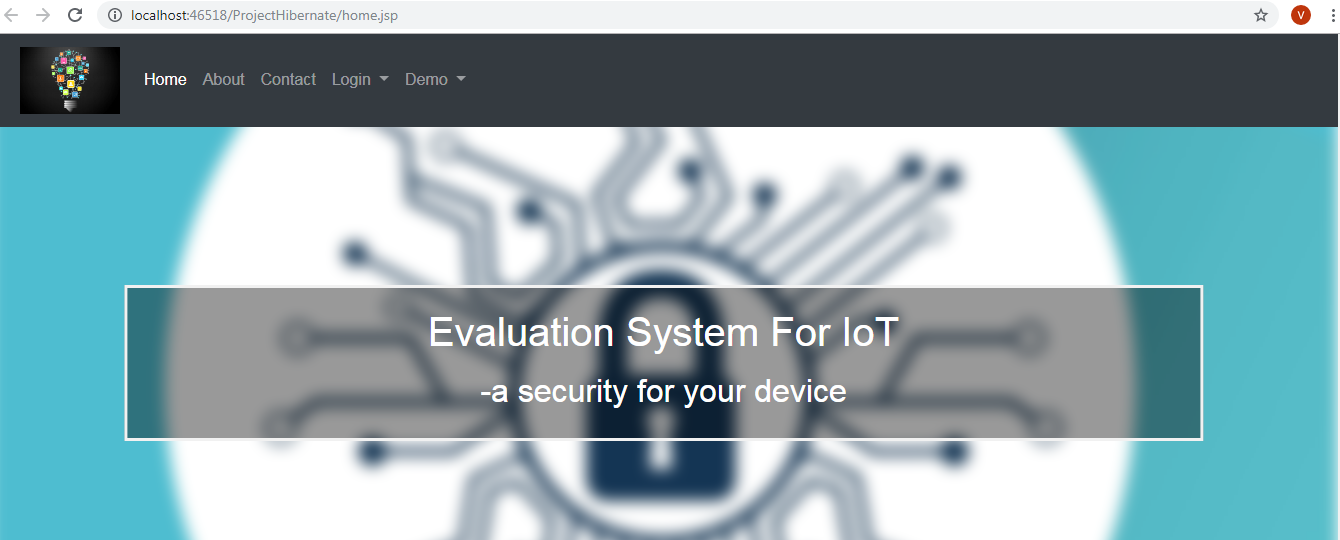 localhost:46518/ProjectHibernate/home.jsp
V
Home About Contact Login Demo
Evaluation System For IoT
-a security for your device